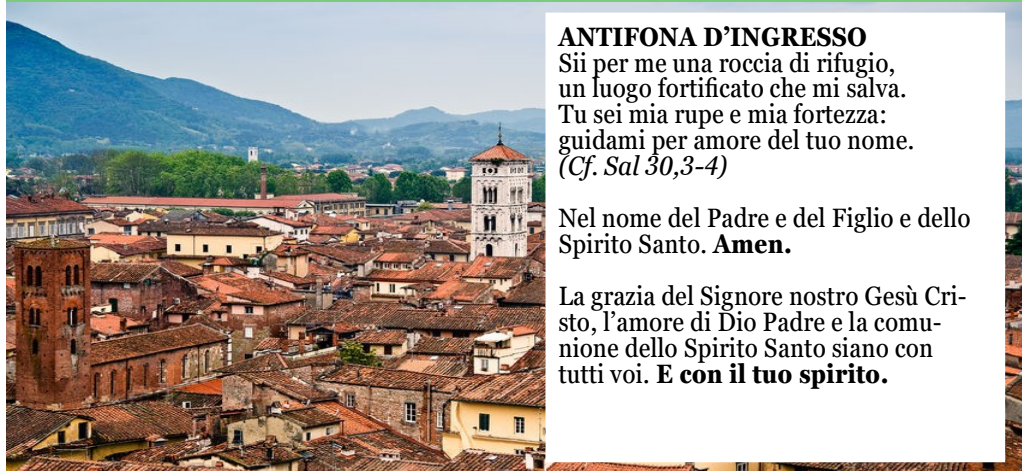 ANTIFONA D’INGRESSO
Sii per me una roccia di rifugio,
un luogo fortificato che mi salva.
Tu sei mia rupe e mia fortezza:
guidami per amore del tuo nome.
(Cf. Sal 30,3-4)
Nel nome del Padre e del Figlio e dello
Spirito Santo. Amen.
La grazia del Signore nostro Gesù Cri-
sto, l’amore di Dio Padre e la comu-
nione dello Spirito Santo siano con
tutti voi. E con il tuo spirito.